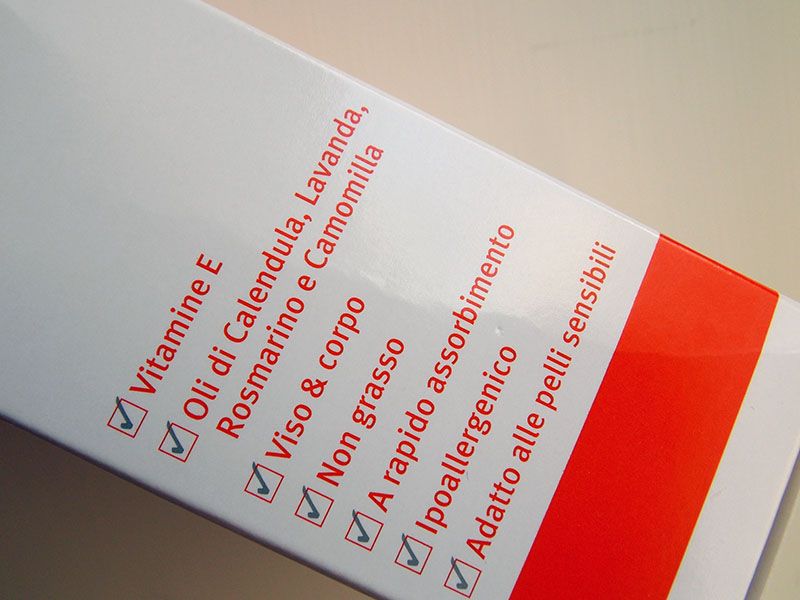 Vitamine E
Oli di Calendula, Lavanda,
Rosmarino e Camomilla
Viso & corpo
Non grasso
A rapido assorbimento
Ipoallergenico
Adatto alle pelli sensibili